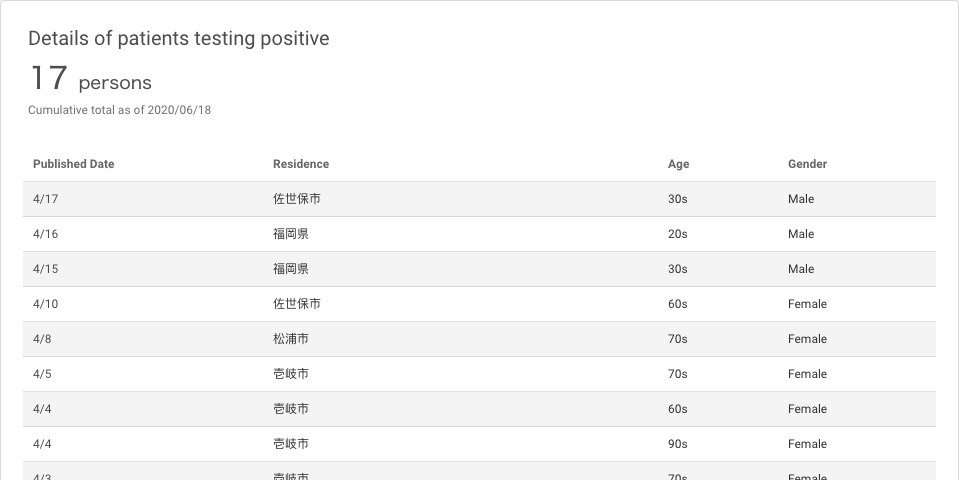 Details of patients testing positive
17 persons
Cumulative total as of 2020/06/18
Published Date Residence Age Gender
4/17 佐世保市 30s Male
4/16 福岡県 20s Male
4/15 福岡県 30s Male
4/10 佐世保市 60s Female
4/8 松浦市 70s Female
4/5 壱岐市 70s Female
4/4 壱岐市 60s Female
4/4 壱岐市 90s Female
4/3 壱岐市 70s Female